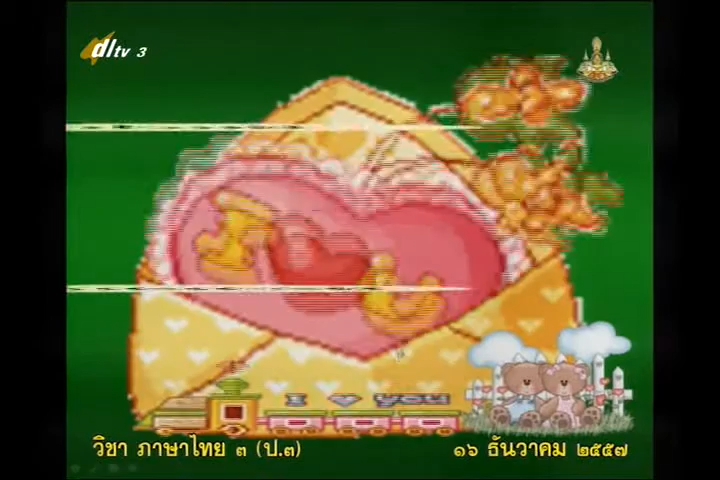 dltv 3
I ♥ you
วิชา ภาษาไทย ๓ (ป.๓)
๑๖ ธันวาคม ๒๕๕๗